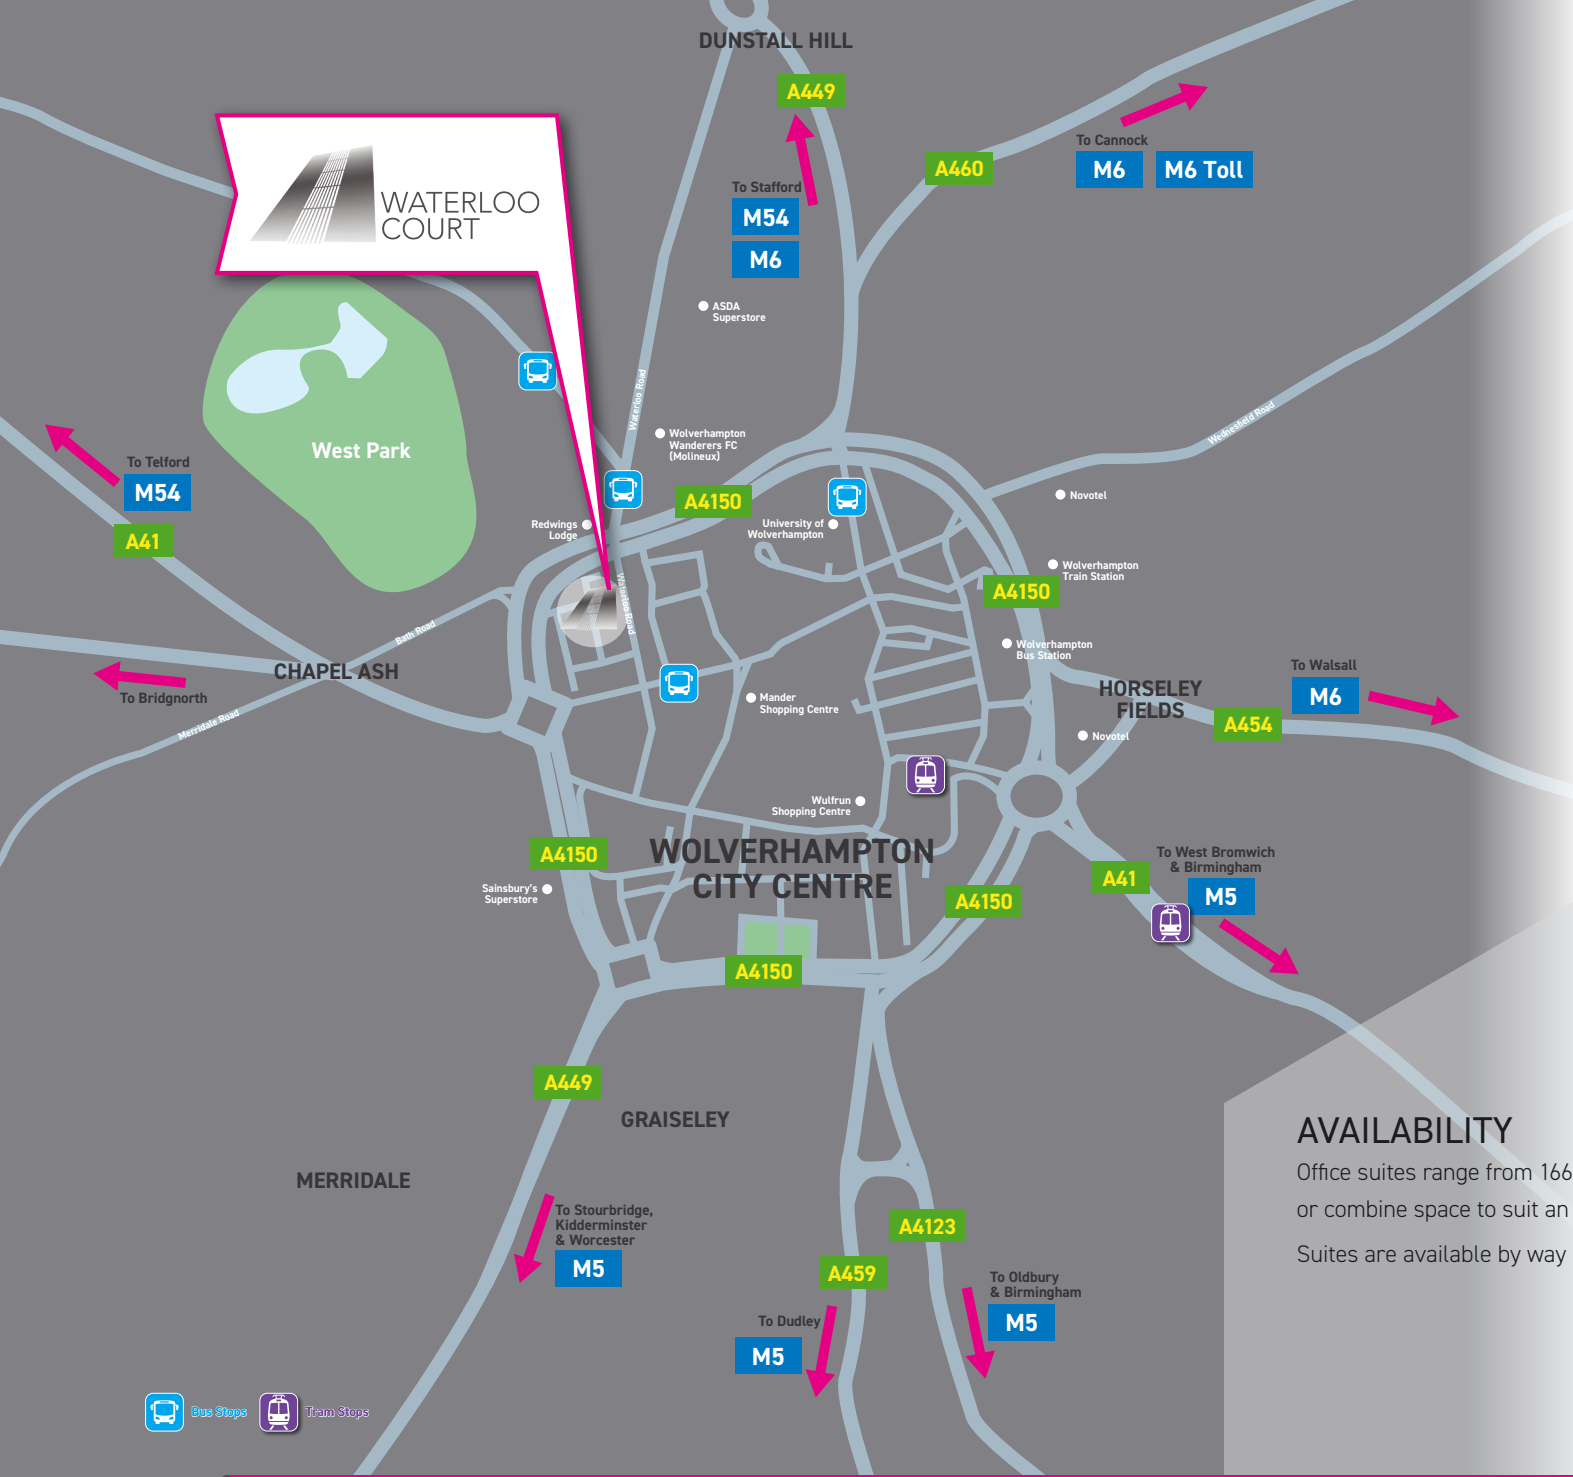 DUNSTALL HILL
A449
To Cannock
M6
M6 Toll
A460
To Stafford
M54
M6
WATERLOO
COURT
ASDA
Superstore
Waterloo Road
Wednesfield Road
Wolverhampton
Wanderers FC
(Molineux)
West Park
To Telford
M54
A41
A4150
Novotel
Redwings
Lodge
University of
Wolverhampton
Wolverhampton
Train Station
A4150
Waterloo Road
Bath Road
Wolverhampton
Bus Station
CHAPEL ASH
To Bridgnorth
Merridale Road
Mander
Shopping Centre
HORSELEY
FIELDS
To Walsall
M6
A454
Novotel
Wulfrun
Shopping Centre
A4150
WOLVERHAMPTON
CITY CENTRE
Sainsbury's
Superstore
To West Bromwich
& Birmingham
A41
M5
A4150
A4150
A449
GRAISELEY
MERRIDALE
AVAILABILITY
Office suites range from 166
or combine space to suit an
Suites are available by way
To Stourbridge,
Kidderminster
& Worcester
M5
A4123
A459
To Oldbury
& Birmingham
M5
To Dudley
M5
Bus Stops
Tram Stops